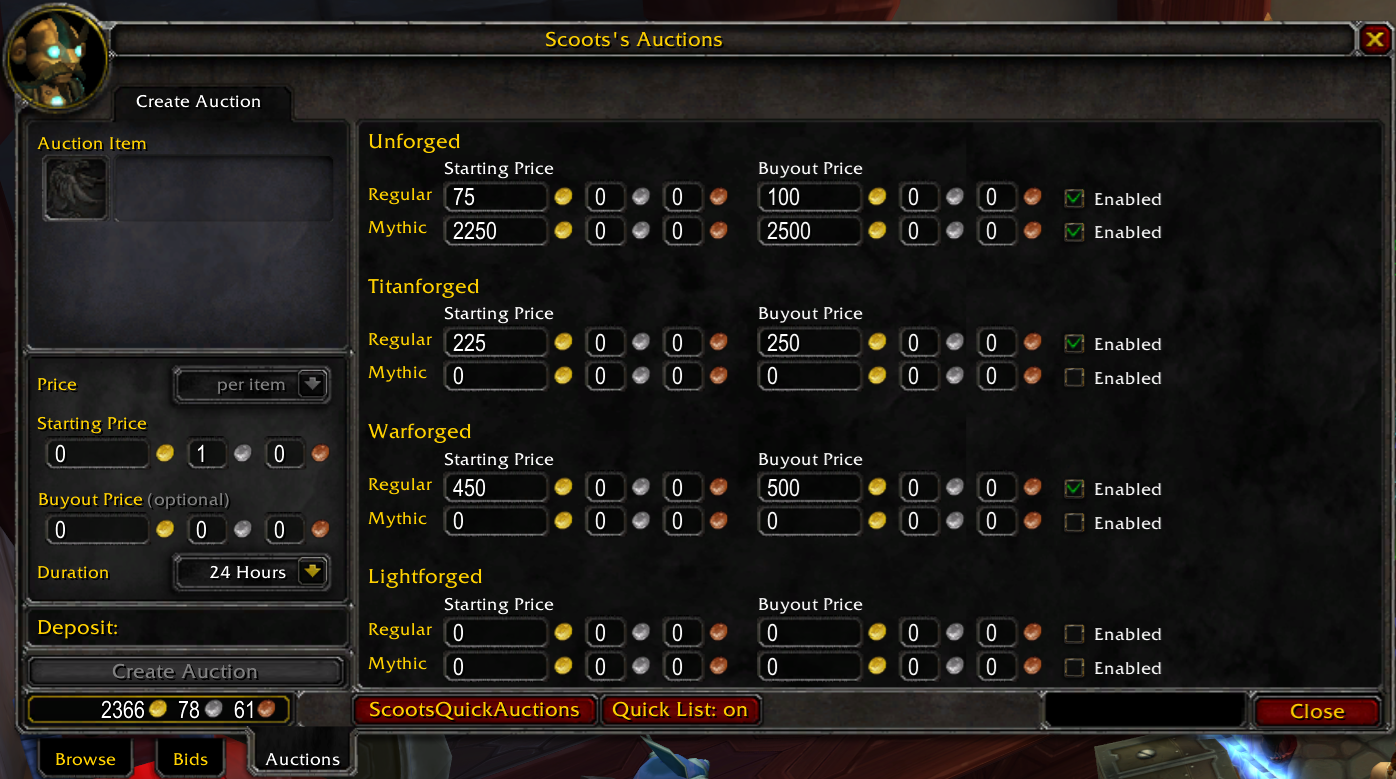 Scoots's Auctions
Create Auction
Auction Item
Price per item
Starting Price
0 1 0
Buyout Price (optional)
0 0 0
Duration 24 Hours
Deposit:
Create Auction
2366 78 61
Unforged
Starting Price Buyout Price
Regular 75 0 0 100 0 0 Enabled
Mythic 2250 0 0 2500 0 0 Enabled
Titanforged
Starting Price Buyout Price
Regular 225 0 0 250 0 0 Enabled
Mythic 0 0 0 0 0 0 Enabled
Warforged
Starting Price Buyout Price
Regular 450 0 0 500 0 0 Enabled
Mythic 0 0 0 0 0 0 Enabled
Lightforged
Starting Price Buyout Price
Regular 0 0 0 0 0 0 Enabled
Mythic 0 0 0 0 0 0 Enabled
ScootsQuickAuctions Quick List: on Close
Browse Bids Auctions